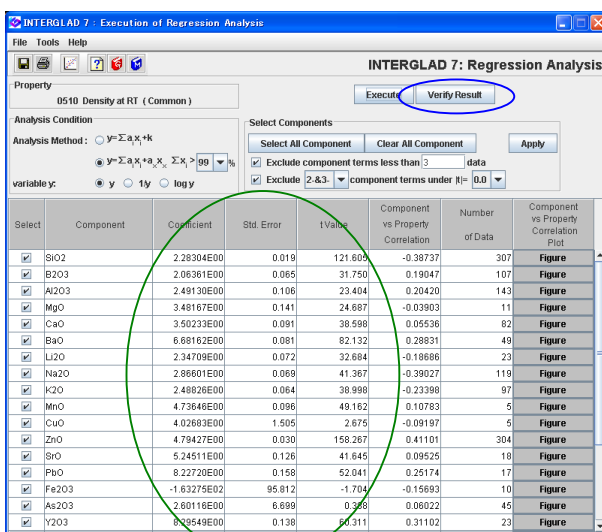 INTERGLAD 7 : Execution of Regression Analysis
File Tools Help
INTERGLAD 7: Regression Analysis
Property
0510 Density at RT ( Common )
Execute Verify Result
Analysis Condition
Analysis Method : y=Σaixi+k
y=Σaixi+axx Σxi> 99 %
variable y: y 1/y log y
Select Components
Select All Component Clear All Component Apply
Exclude component terms less than 3 data
Exclude 2-&3- component terms under |t|= 0.0
Select Component Coefficient Std. Error t Value Component vs Property Correlation Number of Data Component vs Property Correlation Plot
SiO2 2.28304E00 0.019 121.605 -0.38737 307 Figure
B2O3 2.06361E00 0.065 31.750 0.19047 107 Figure
Al2O3 2.49130E00 0.106 23.404 0.20420 143 Figure
MgO 3.48167E00 0.141 24.687 -0.03903 11 Figure
CaO 3.50233E00 0.091 38.598 0.05536 82 Figure
BaO 6.68162E00 0.081 82.132 0.28831 49 Figure
Li2O 2.34709E00 0.072 32.684 -0.18686 23 Figure
Na2O 2.86601E00 0.069 41.367 -0.39027 119 Figure
K2O 2.48826E00 0.064 38.998 -0.23398 97 Figure
MnO 4.73646E00 0.096 49.162 0.10783 5 Figure
CuO 4.02683E00 1.505 2.675 -0.09197 5 Figure
ZnO 4.79427E00 0.030 158.267 0.41101 304 Figure
SrO 5.24511E00 0.126 41.645 0.09525 18 Figure
PbO 8.22720E00 0.158 52.041 0.25174 17 Figure
Fe2O3 -1.63275E02 95.812 -1.704 -0.15693 10 Figure
As2O3 2.60116E00 6.699 0.388 0.06022 45 Figure
Y2O3 8.29549E00 0.138 60.311 0.31102 23 Figure